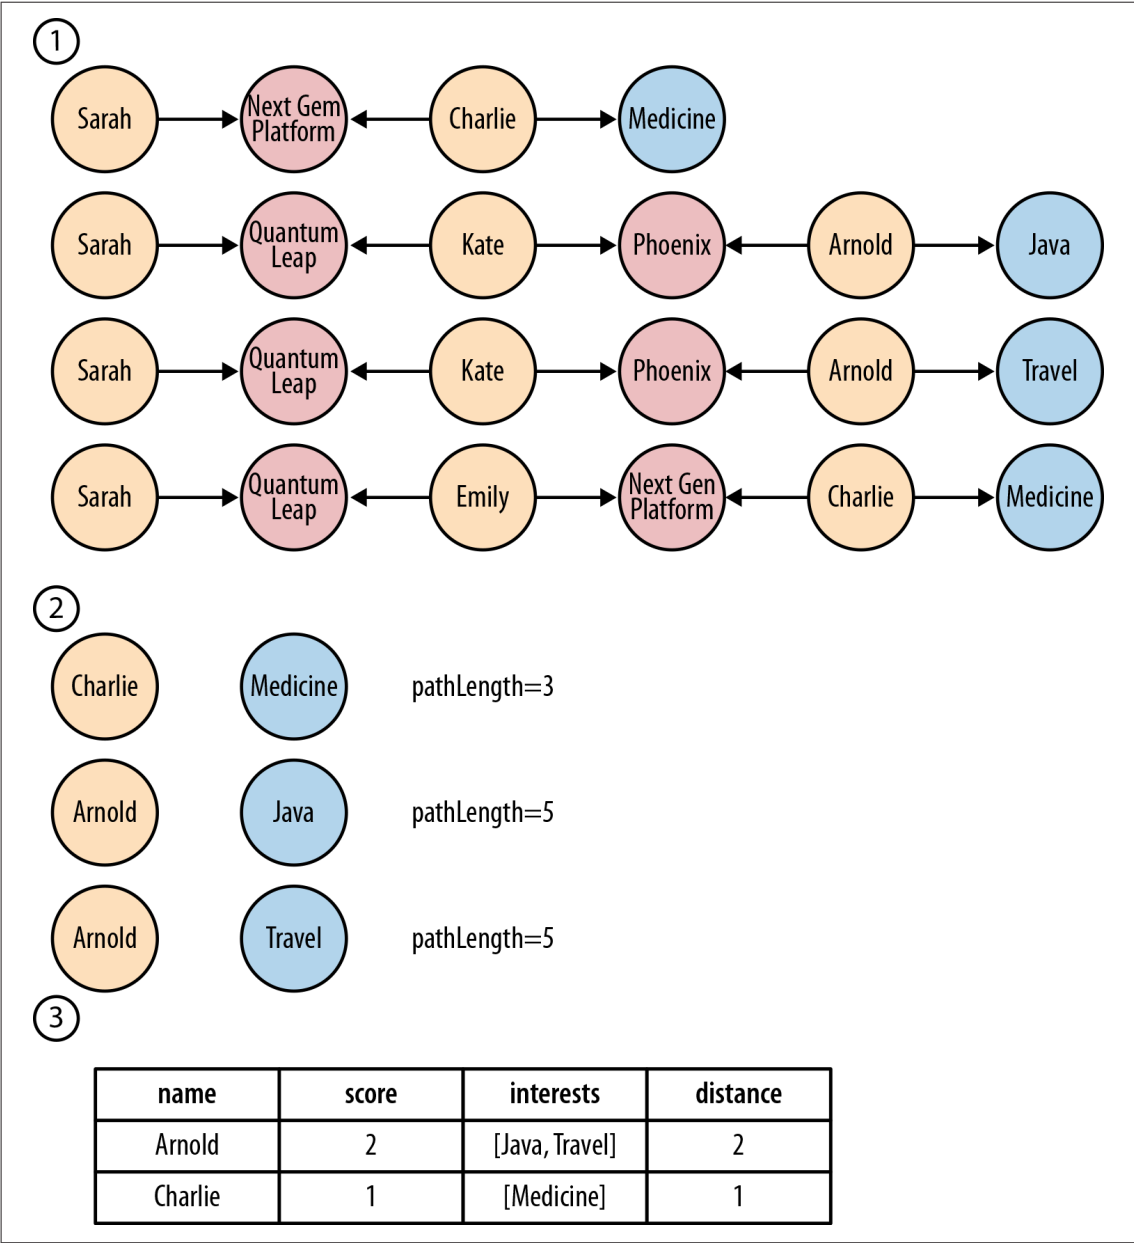 1
Sarah
Next Gem
Platform
Charlie
Medicine
Sarah
Quantum
Leap
Kate
Phoenix
Arnold
Java
Sarah
Quantum
Leap
Kate
Phoenix
Arnold
Travel
Sarah
Quantum
Leap
Emily
Next Gen
Platform
Charlie
Medicine
2
Charlie
Medicine
pathLength=3
Arnold
Java
pathLength=5
Arnold
Travel
pathLength=5
3
name score interests distance
Arnold 2 [Java, Travel] 2
Charlie 1 [Medicine] 1